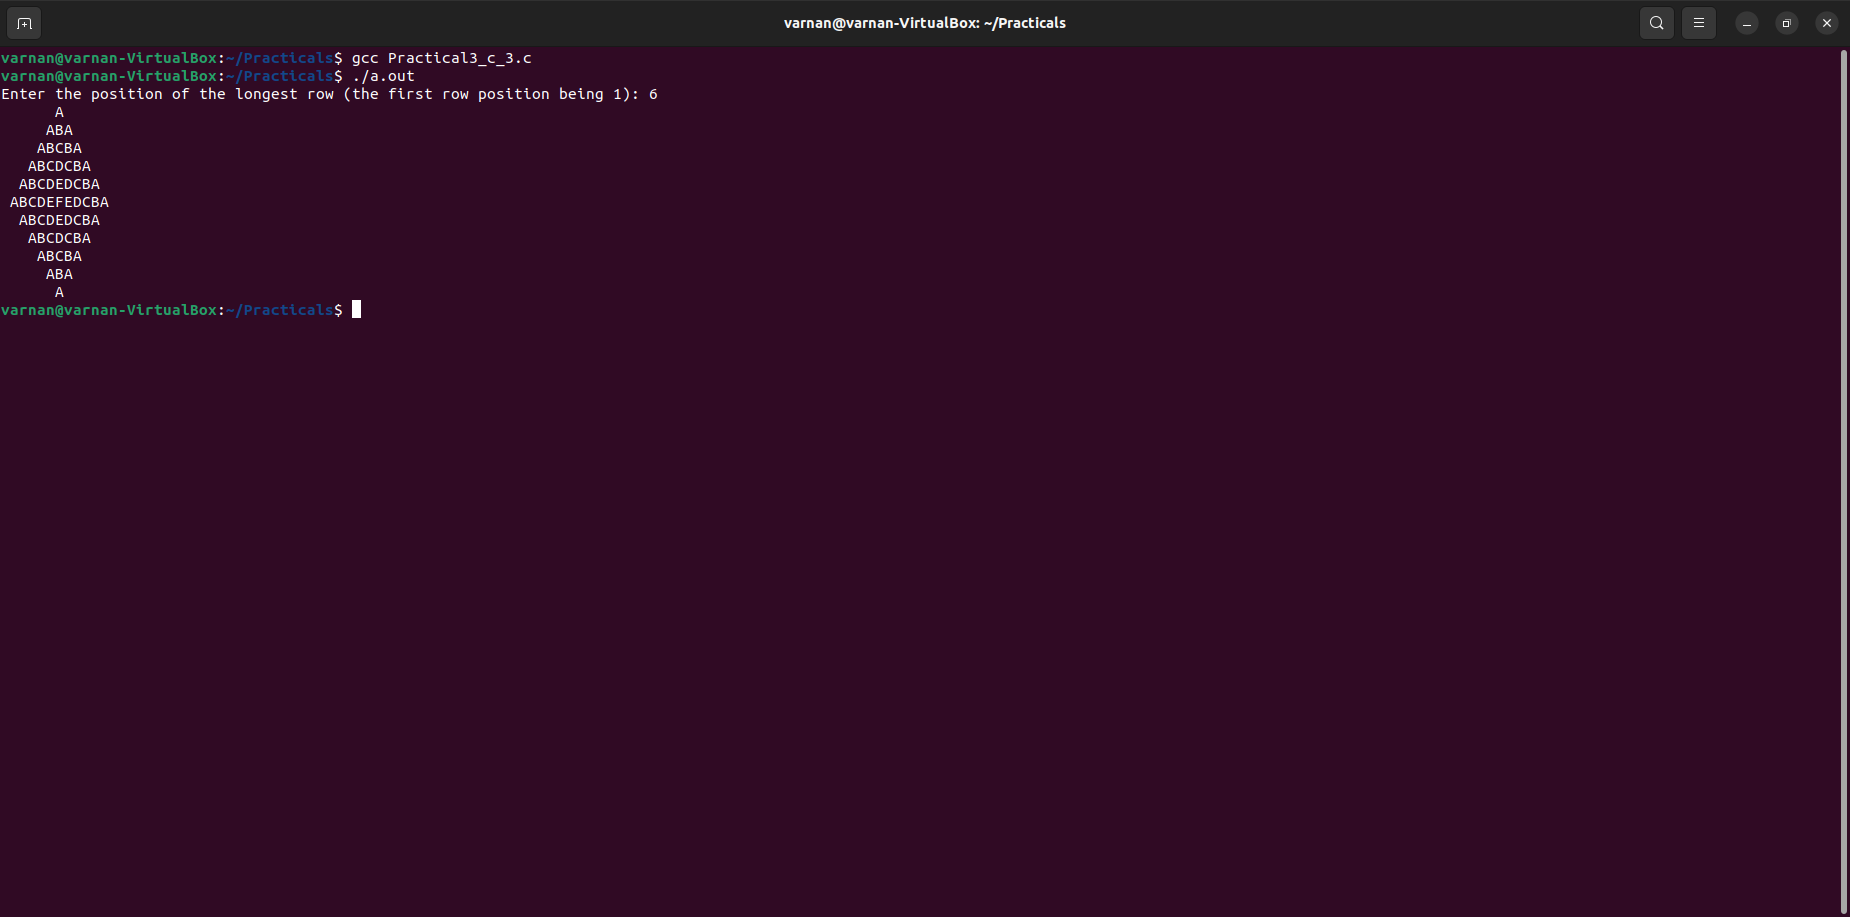 varnan@varnan-VirtualBox: ~/Practicals
varnan@varnan-VirtualBox:~/Practicals$ gcc Practical3_c_3.c
varnan@varnan-VirtualBox:~/Practicals$ ./a.out
Enter the position of the longest row (the first row position being 1): 6
      A
     ABA
    ABCBA
   ABCDCBA
  ABCDEDCBA
 ABCDEFEDCBA
  ABCDEDCBA
   ABCDCBA
    ABCBA
     ABA
      A
varnan@varnan-VirtualBox:~/Practicals$